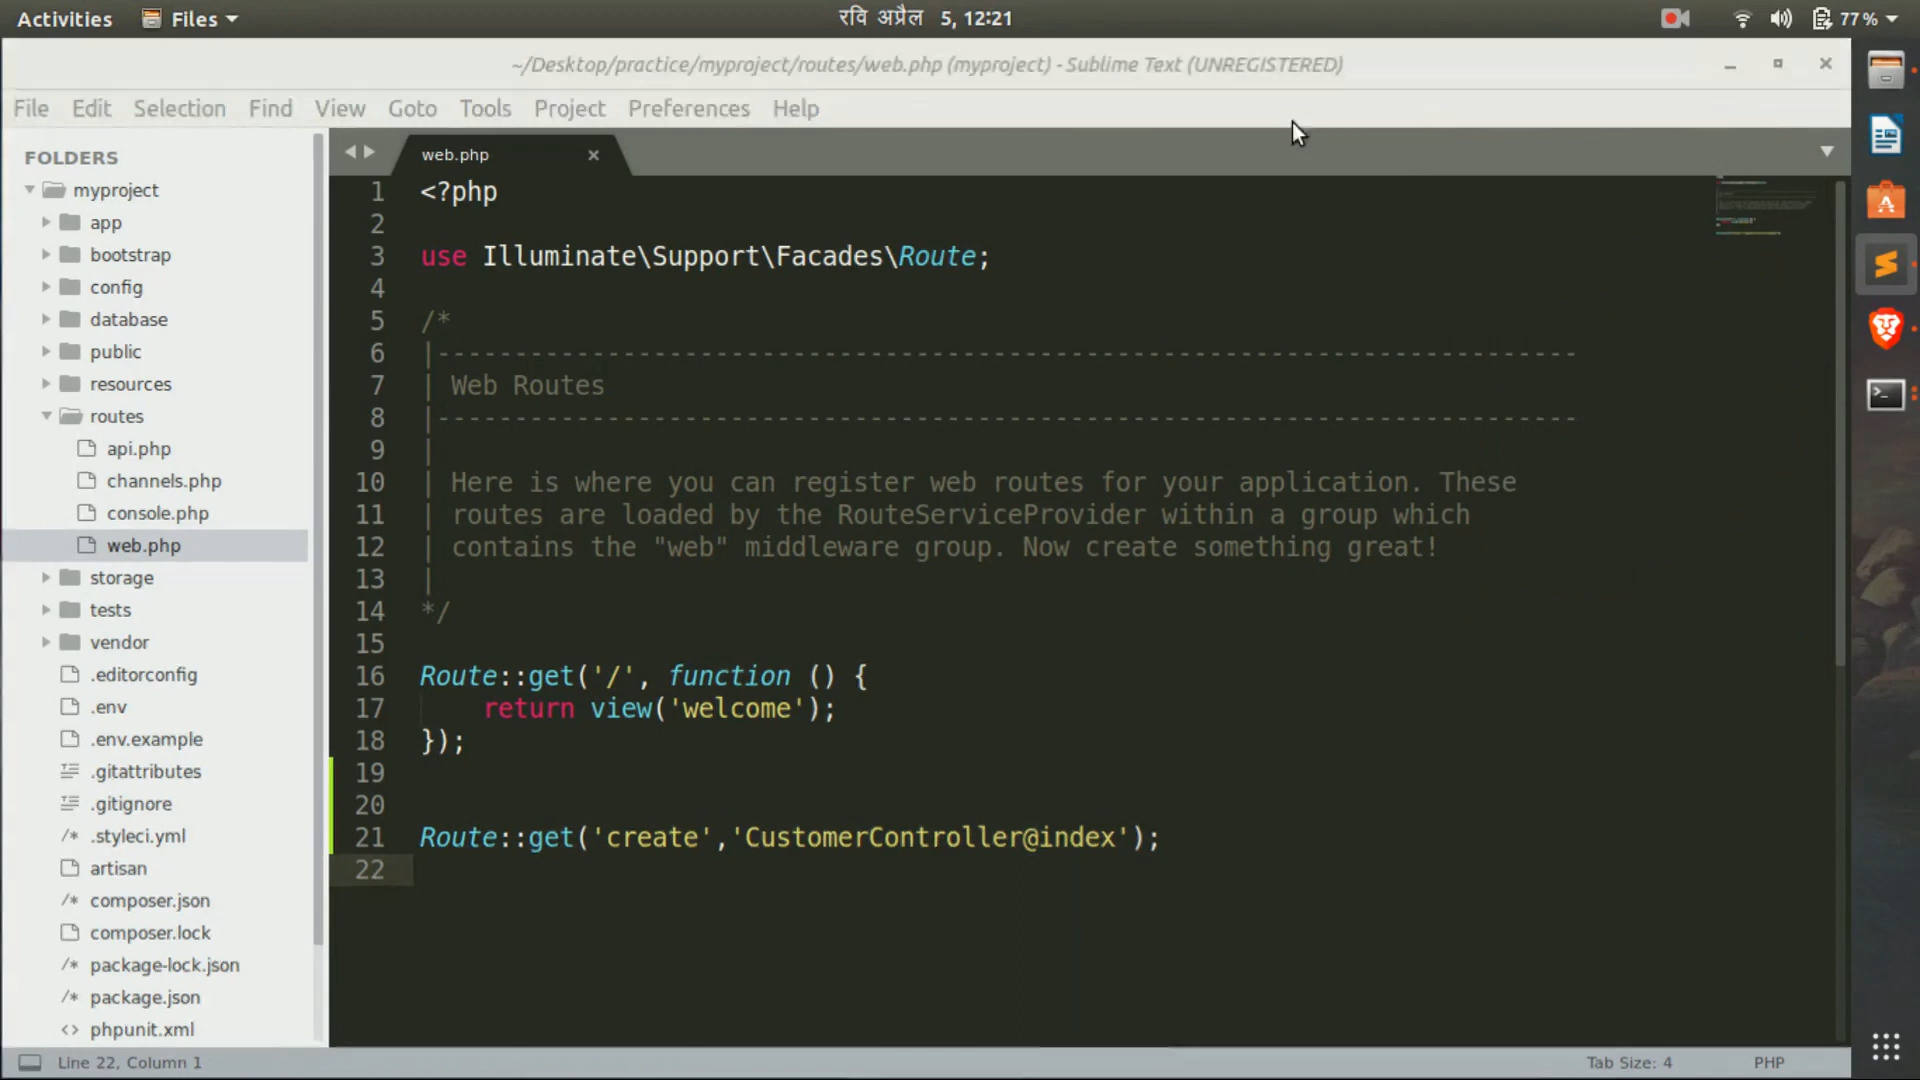 Activities Files रवि अप्रैल 5, 12:21 77%
~/Desktop/practice/myproject/routes/web.php (myproject) - Sublime Text (UNREGISTERED)
File Edit Selection Find View Goto Tools Project Preferences Help
FOLDERS
myproject
app
bootstrap
config
database
public
resources
routes
api.php
channels.php
console.php
web.php
storage
tests
vendor
.editorconfig
.env
.env.example
.gitattributes
.gitignore
/* .styleci.yml
artisan
/* composer.json
composer.lock
/* package-lock.json
/* package.json
<> phpunit.xml
web.php
1 <?php
2
3 use Illuminate\Support\Facades\Route;
4
5 /*
6 |--------------------------------------------------------------------------
7 | Web Routes
8 |--------------------------------------------------------------------------
9 |
10 | Here is where you can register web routes for your application. These
11 | routes are loaded by the RouteServiceProvider within a group which
12 | contains the "web" middleware group. Now create something great!
13 |
14 */
15
16 Route::get('/', function () {
17     return view('welcome');
18 });
19
20
21 Route::get('create','CustomerController@index');
22
Line 22, Column 1 Tab Size: 4 PHP